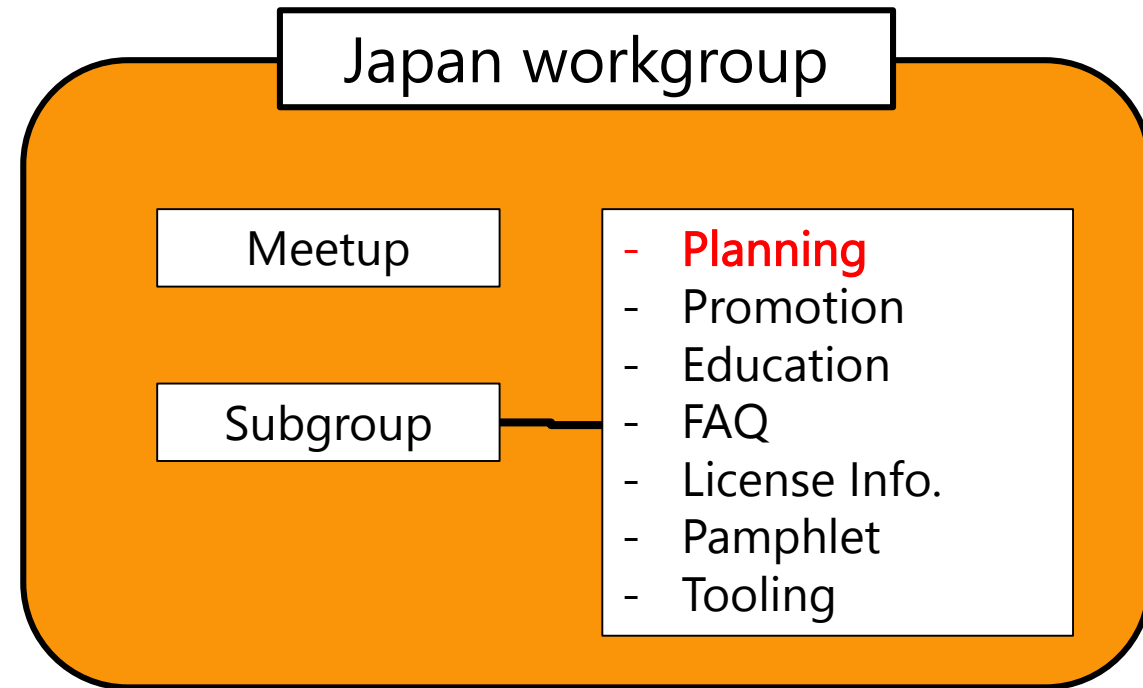 Japan workgroup
Meetup
Subgroup
- Planning
- Promotion
- Education
- FAQ
- License Info.
- Pamphlet
- Tooling